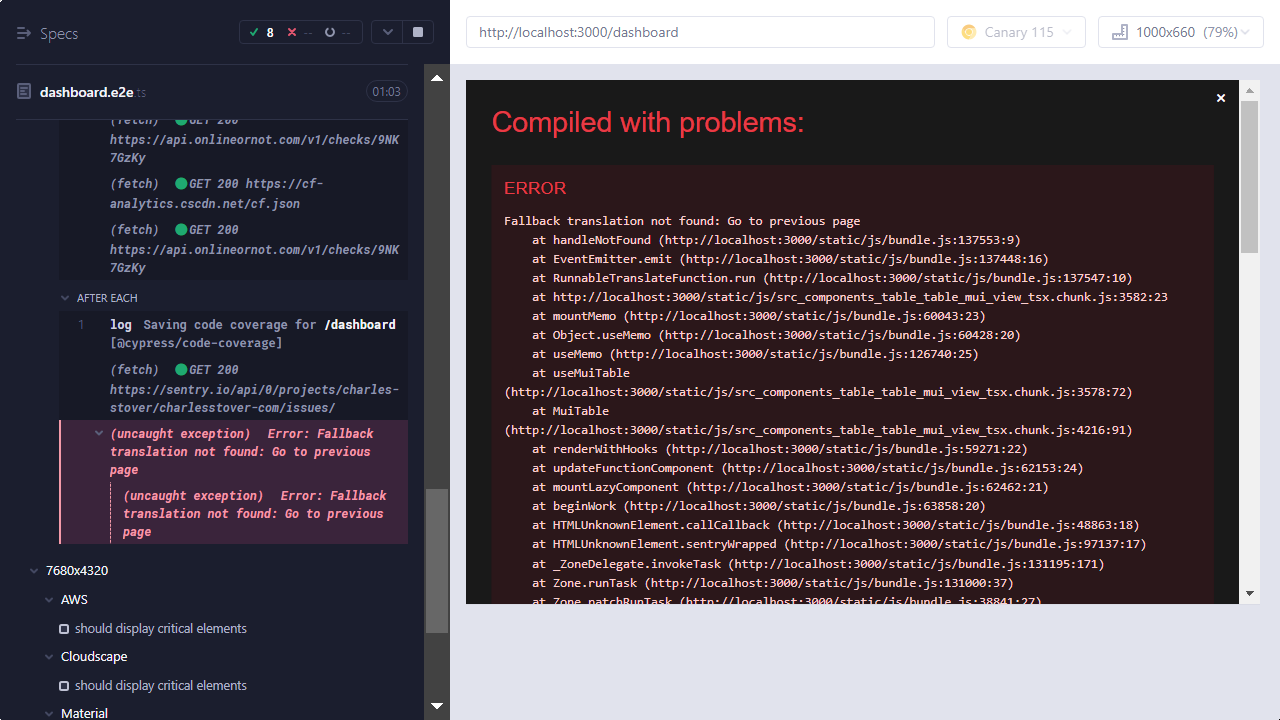 Specs
8
--
--
http://localhost:3000/dashboard
Canary 115
1000x660 (79%)
dashboard.e2e.ts
01:03
(fetch) GET 200
https://api.onlineornot.com/v1/checks/9NK
7GzKy
(fetch) GET 200 https://cf-
analytics.cscdn.net/cf.json
(fetch) GET 200
https://api.onlineornot.com/v1/checks/9NK
7GzKy
AFTER EACH
1 log Saving code coverage for /dashboard
[@cypress/code-coverage]
(fetch) GET 200
https://sentry.io/api/0/projects/charles-
stover/charlesstover-com/issues/
(uncaught exception) Error: Fallback
translation not found: Go to previous
page
(uncaught exception) Error: Fallback
translation not found: Go to previous
page
7680x4320
AWS
should display critical elements
Cloudscape
should display critical elements
Material
×
Compiled with problems:
ERROR
Fallback translation not found: Go to previous page
at handleNotFound (http://localhost:3000/static/js/bundle.js:137553:9)
at EventEmitter.emit (http://localhost:3000/static/js/bundle.js:137448:16)
at RunnableTranslateFunction.run (http://localhost:3000/static/js/bundle.js:137547:10)
at http://localhost:3000/static/js/src_components_table_table_mui_view_tsx.chunk.js:3582:23
at mountMemo (http://localhost:3000/static/js/bundle.js:60043:23)
at Object.useMemo (http://localhost:3000/static/js/bundle.js:60428:20)
at useMemo (http://localhost:3000/static/js/bundle.js:126740:25)
at useMuiTable
(http://localhost:3000/static/js/src_components_table_table_mui_view_tsx.chunk.js:3578:72)
at MuiTable
(http://localhost:3000/static/js/src_components_table_table_mui_view_tsx.chunk.js:4216:91)
at renderWithHooks (http://localhost:3000/static/js/bundle.js:59271:22)
at updateFunctionComponent (http://localhost:3000/static/js/bundle.js:62153:24)
at mountLazyComponent (http://localhost:3000/static/js/bundle.js:62462:21)
at beginWork (http://localhost:3000/static/js/bundle.js:63858:20)
at HTMLUnknownElement.callCallback (http://localhost:3000/static/js/bundle.js:48863:18)
at HTMLUnknownElement.sentryWrapped (http://localhost:3000/static/js/bundle.js:97137:17)
at _ZoneDelegate.invokeTask (http://localhost:3000/static/js/bundle.js:131195:171)
at Zone.runTask (http://localhost:3000/static/js/bundle.js:131000:37)
at Zone.patchRunTask (http://localhost:3000/static/js/bundle.js:38841:27)